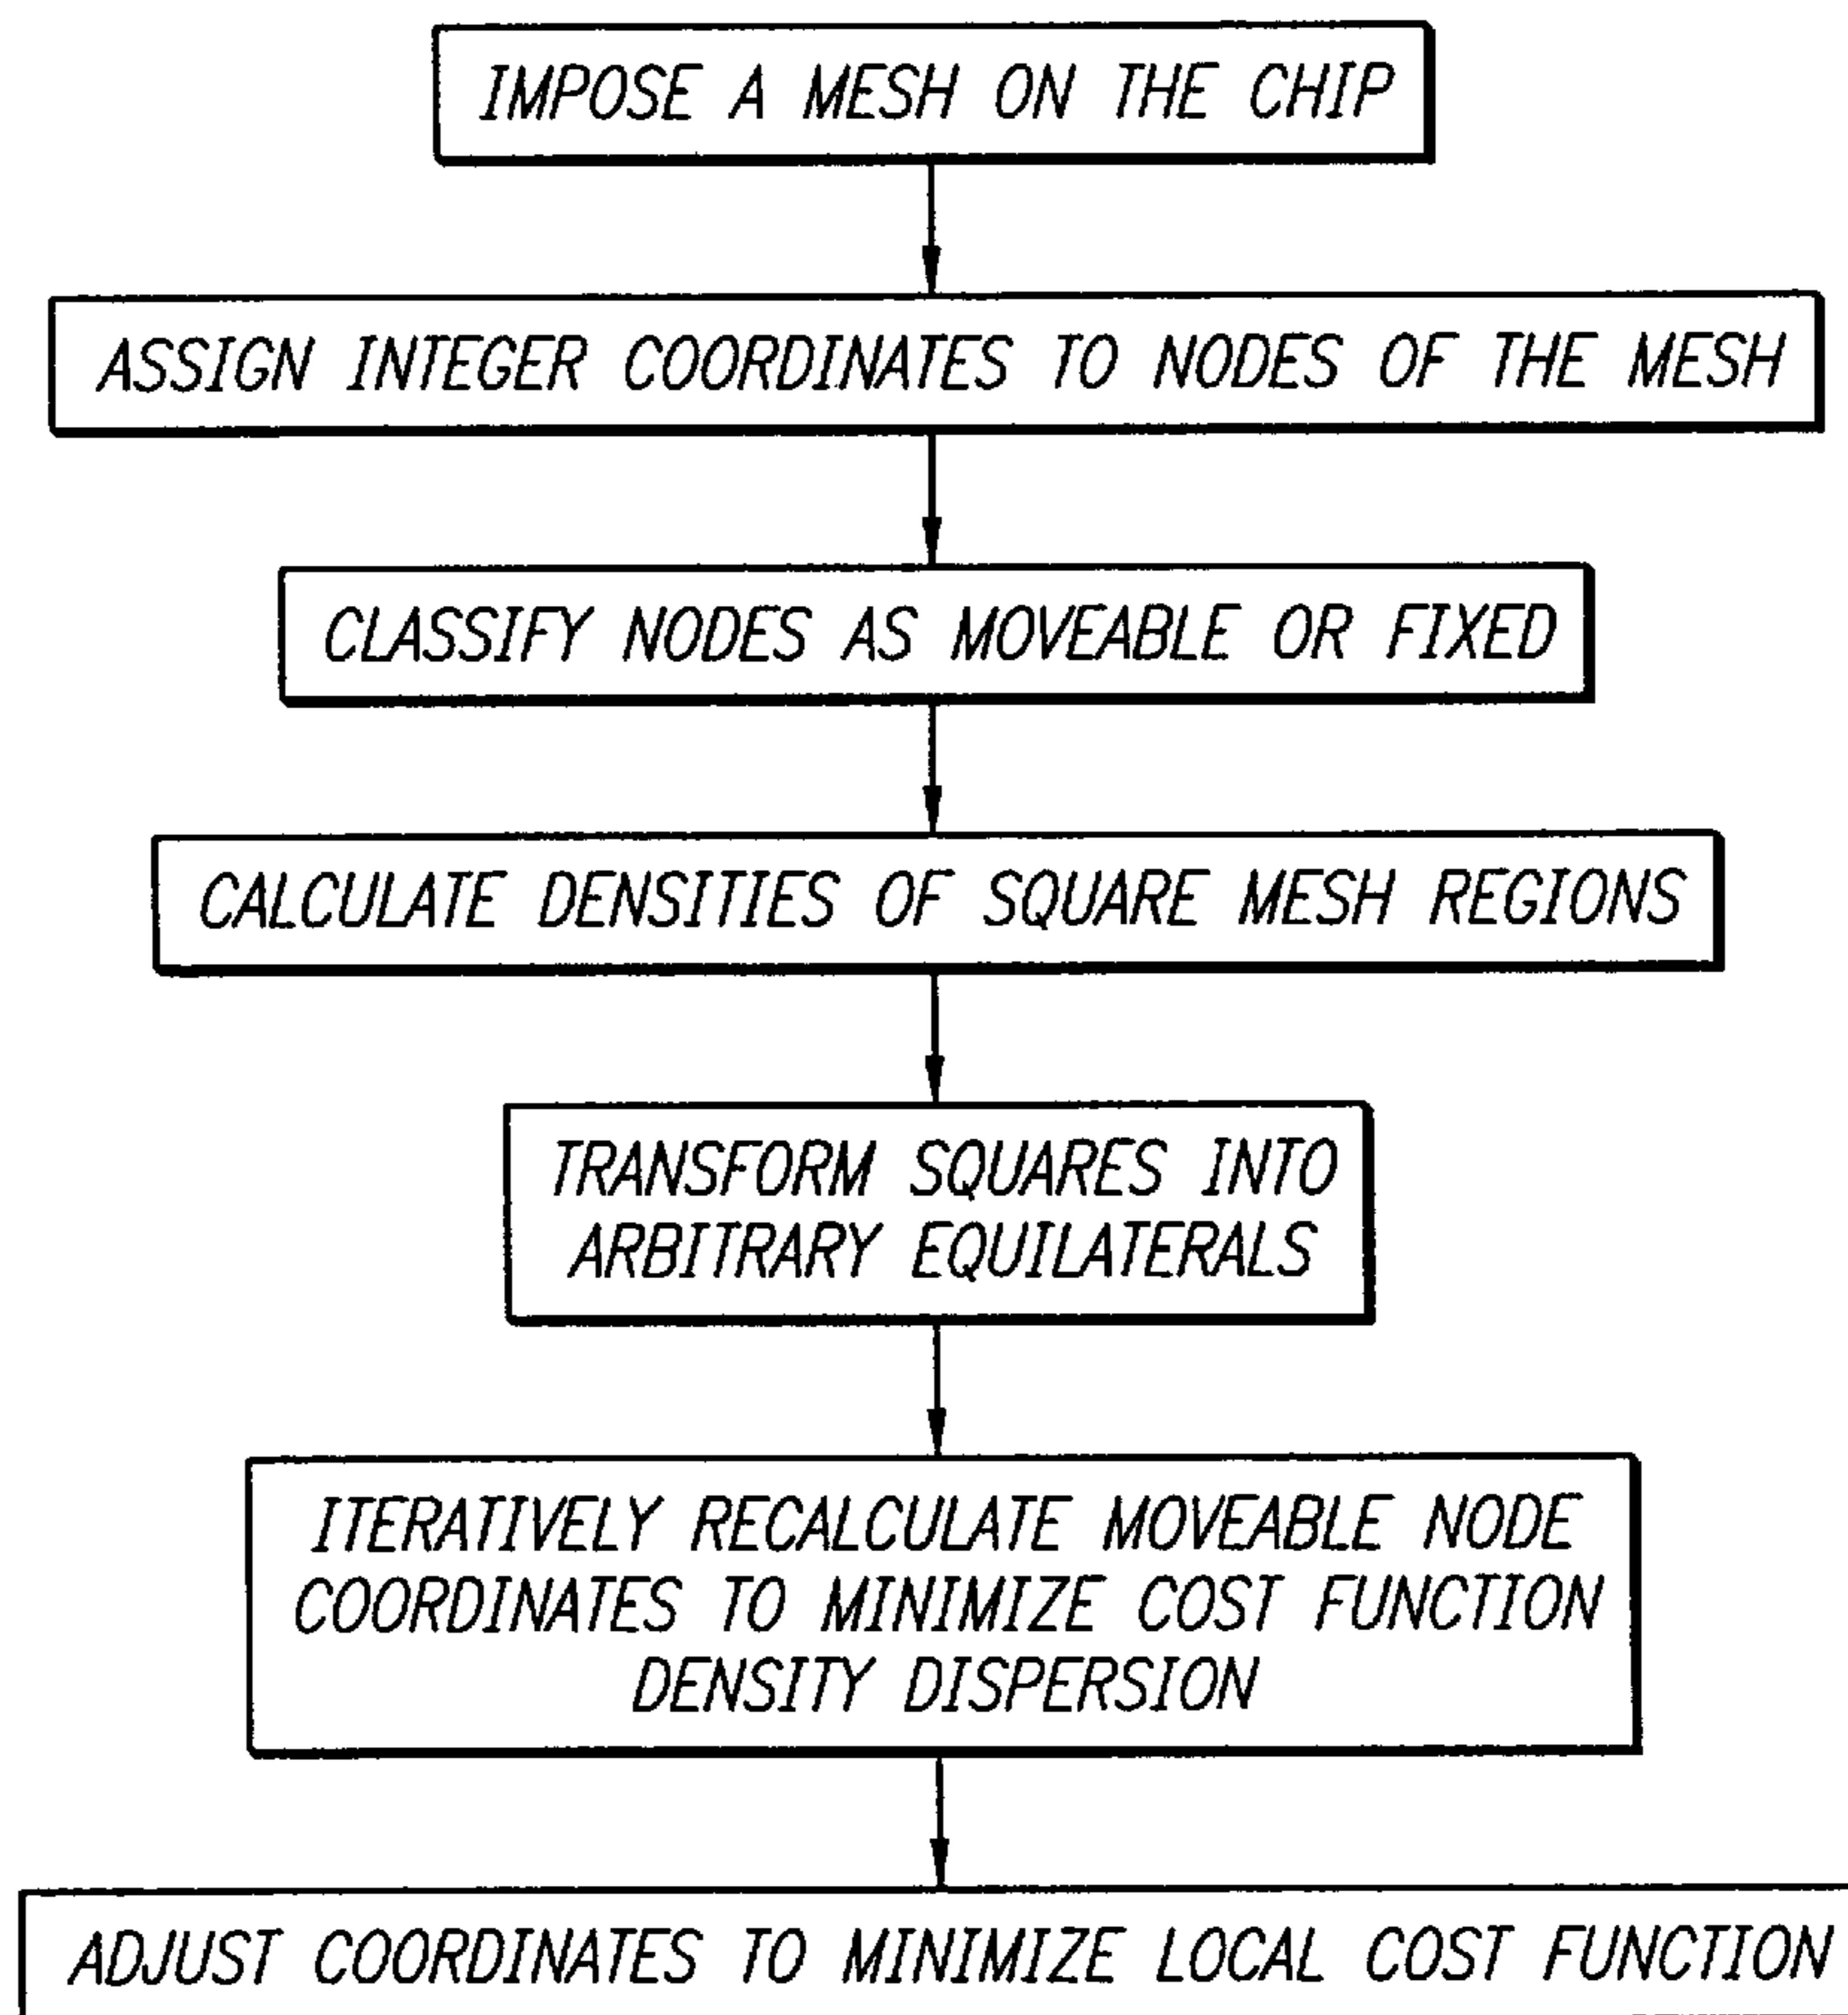 IMPOSE A MESH ON THE CHIP
ASSIGN INTEGER COORDINATES TO NODES OF THE MESH
CLASSIFY NODES AS MOVEABLE OR FIXED
CALCULATE DENSITIES OF SQUARE MESH REGIONS
TRANSFORM SQUARES INTO
ARBITRARY EQUILATERALS
ITERATIVELY RECALCULATE MOVEABLE NODE
COORDINATES TO MINIMIZE COST FUNCTION
DENSITY DISPERSION
ADJUST COORDINATES TO MINIMIZE LOCAL COST FUNCTION